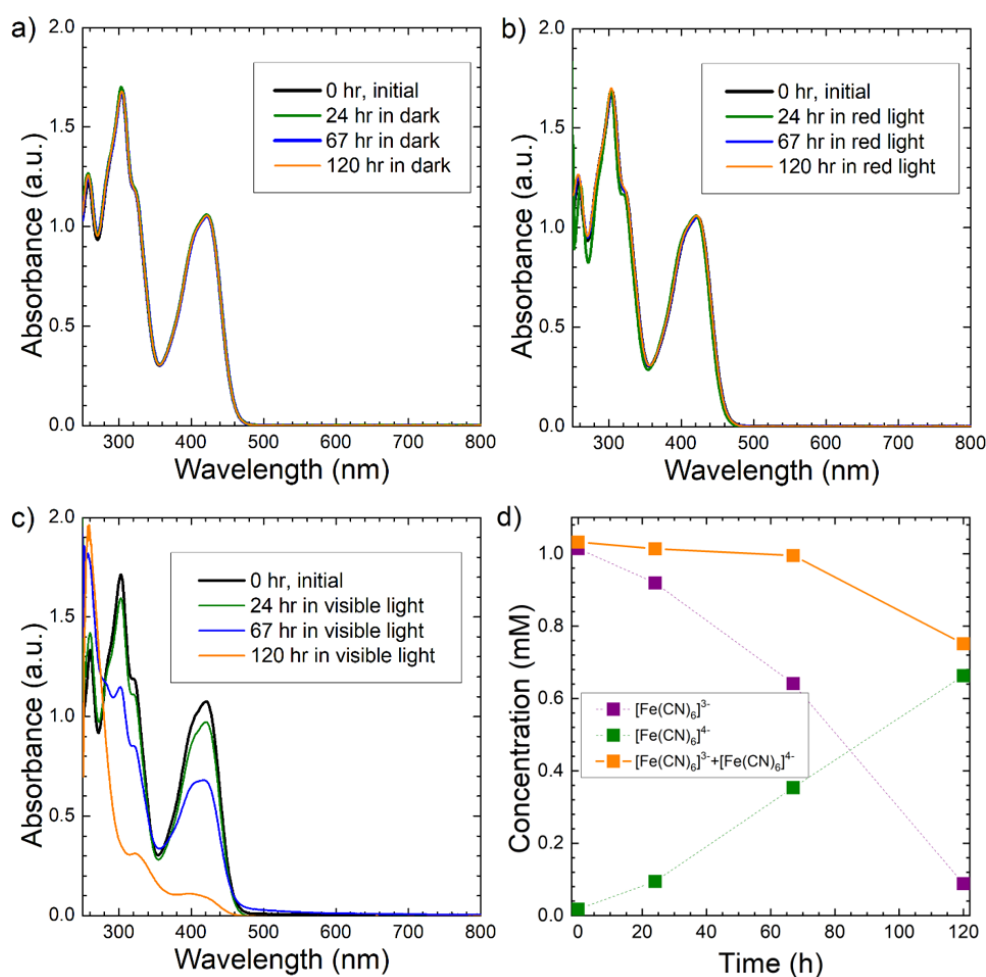 a)
2.0
1.5
1.0
0.5
0.0
Absorbance (a.u.)
0 hr, initial
24 hr in dark
67 hr in dark
120 hr in dark
300 400 500 600 700 800
Wavelength (nm)
b)
2.0
1.5
1.0
0.5
0.0
Absorbance (a.u.)
0 hr, initial
24 hr in red light
67 hr in red light
120 hr in red light
300 400 500 600 700 800
Wavelength (nm)
c)
2.0
1.5
1.0
0.5
0.0
Absorbance (a.u.)
0 hr, initial
24 hr in visible light
67 hr in visible light
120 hr in visible light
300 400 500 600 700 800
Wavelength (nm)
d)
1.0
0.8
0.6
0.4
0.2
0.0
Concentration (mM)
[Fe(CN)₆]³⁻
[Fe(CN)₆]⁴⁻
[Fe(CN)₆]³⁻+[Fe(CN)₆]⁴⁻
0 20 40 60 80 100 120
Time (h)